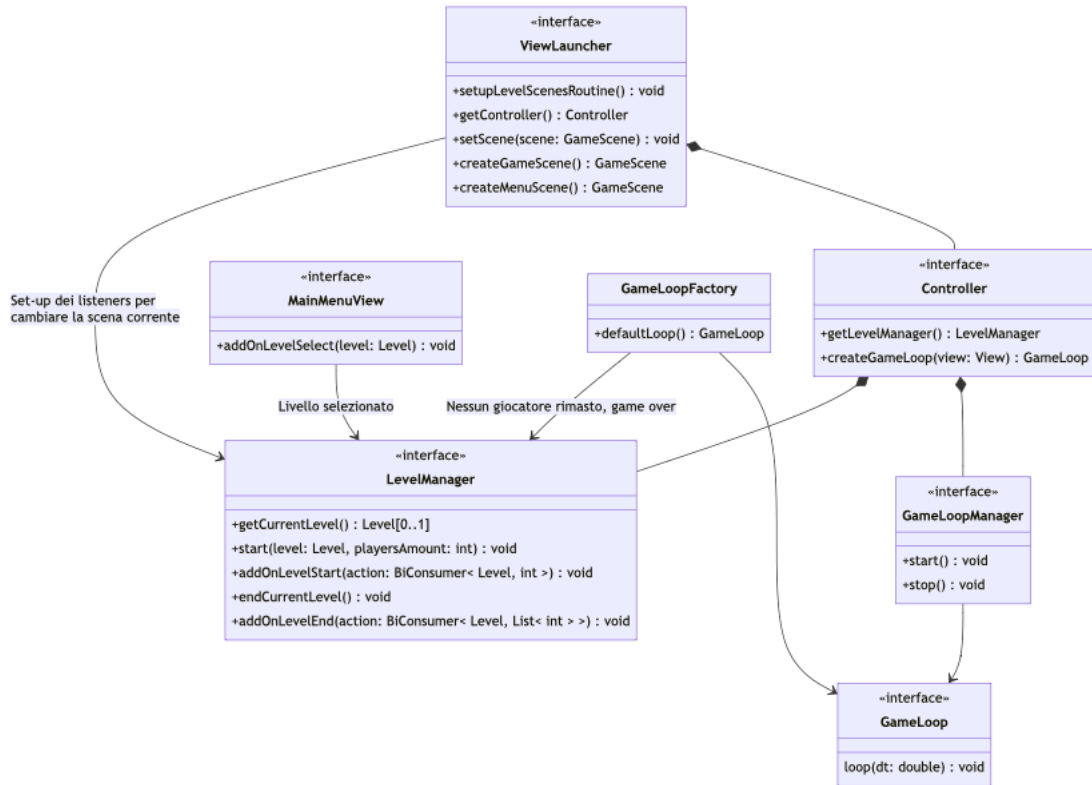 «interface»
ViewLauncher
+setupLevelScenesRoutine() : void
+getController() : Controller
+setScene(scene: GameScene) : void
+createGameScene() : GameScene
+createMenuScene() : GameScene
Set-up dei listeners per
cambiare la scena corrente
«interface»
MainMenuView
+addOnLevelSelect(level: Level) : void
GameLoopFactory
+defaultLoop() : GameLoop
«interface»
Controller
+getLevelManager() : LevelManager
+createGameLoop(view: View) : GameLoop
Livello selezionato
Nessun giocatore rimasto, game over
«interface»
LevelManager
+getCurrentLevel() : Level[0..1]
+start(level: Level, playersAmount: int) : void
+addOnLevelStart(action: BiConsumer< Level, int >) : void
+endCurrentLevel() : void
+addOnLevelEnd(action: BiConsumer< Level, List< int > >) : void
«interface»
GameLoopManager
+start() : void
+stop() : void
«interface»
GameLoop
loop(dt: double) : void